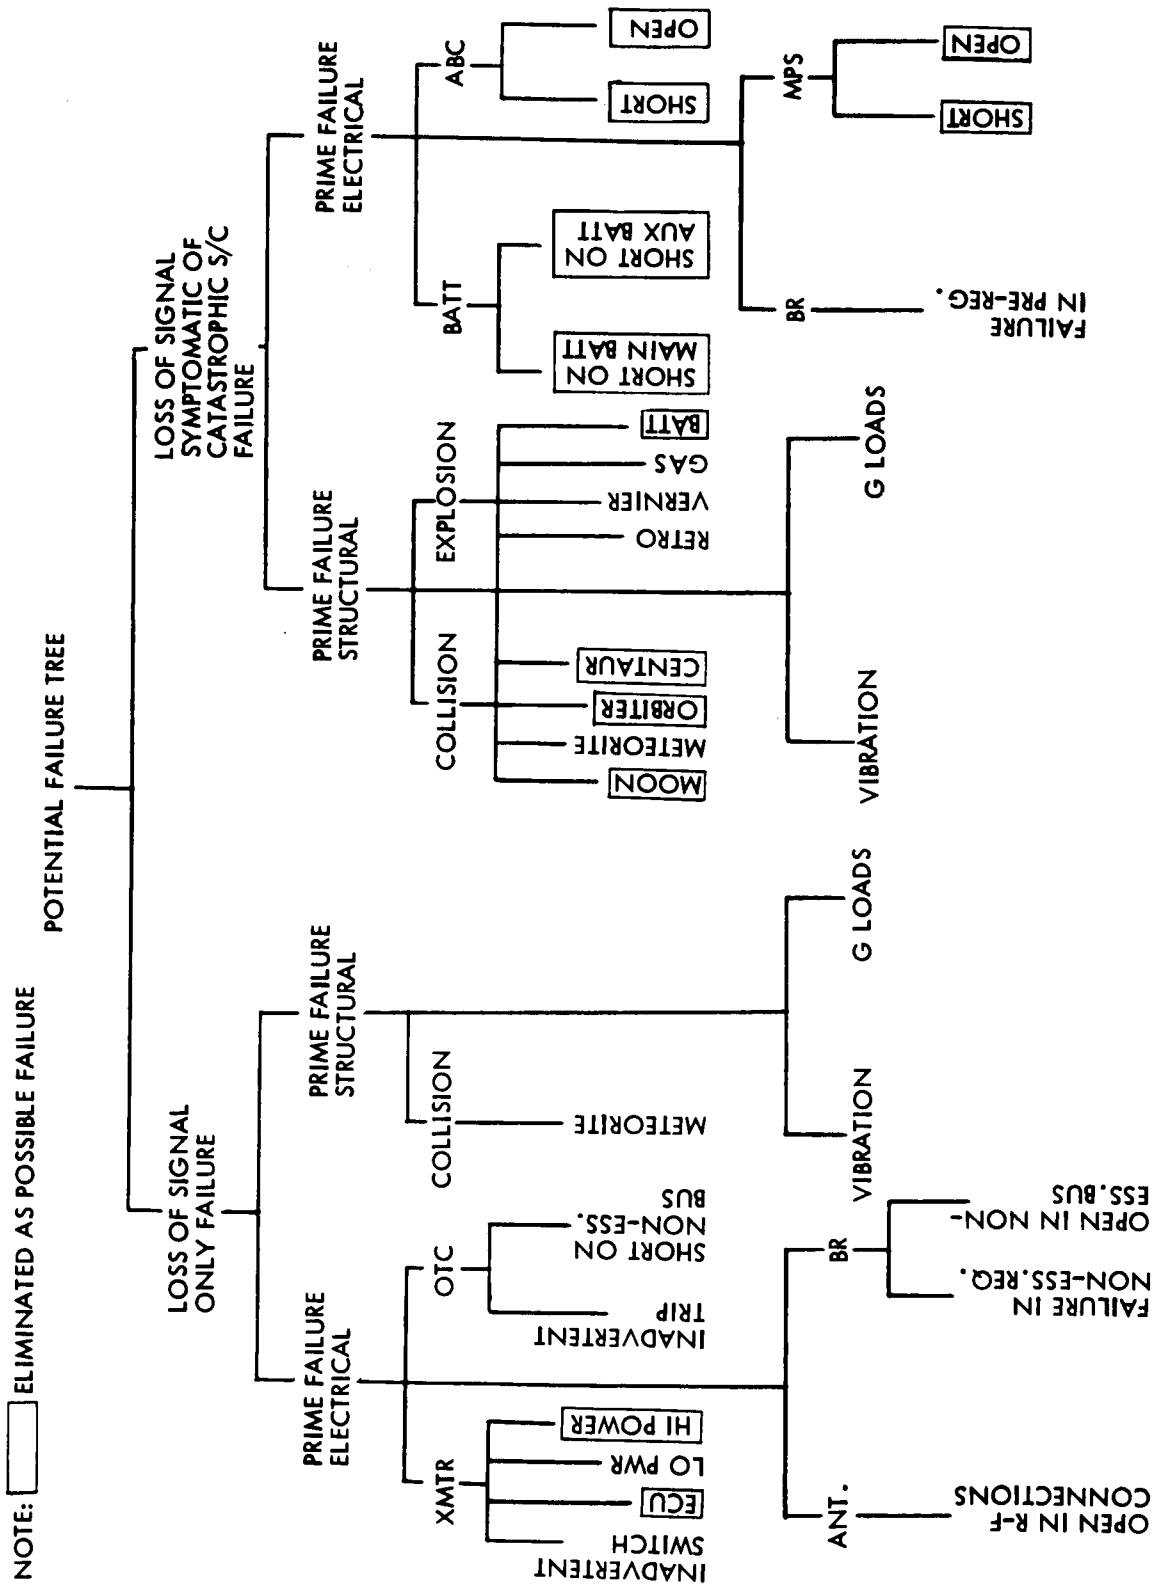 NOTE: ELIMINATED AS POSSIBLE FAILURE
POTENTIAL FAILURE TREE
LOSS OF SIGNAL
ONLY FAILURE
PRIME FAILURE
ELECTRICAL
XMTR
INADVERTENT
SWITCH
ECU
LO PWR
HI POWER
OTC
INADVERTENT
TRIP
SHORT ON
NON-ESS.
BUS
ANT.
OPEN IN R-F
CONNECTIONS
BR
FAILURE IN
NON-ESS.REQ.
OPEN IN NON-
ESS.BUS
PRIME FAILURE
STRUCTURAL
COLLISION
METEORITE
VIBRATION
G LOADS
LOSS OF SIGNAL
SYMPTOMATIC OF
CATASTROPHIC S/C
FAILURE
PRIME FAILURE
STRUCTURAL
COLLISION
MOON
METEORITE
ORBITER
CENTAUR
EXPLOSION
RETRO
VERNIER
GAS
BATT
VIBRATION
G LOADS
PRIME FAILURE
ELECTRICAL
BATT
SHORT ON
MAIN BATT
SHORT ON
AUX BATT
ABC
SHORT
OPEN
BR
FAILURE
IN PRE-REG.
MPS
SHORT
OPEN